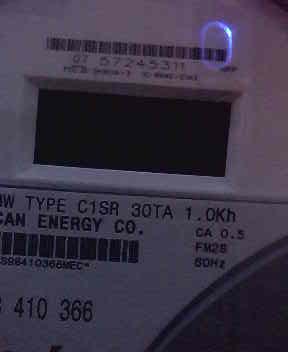 07 57245311
W TYPE C1SR 30TA 1.0Kh
CAN ENERGY CO.
CA 0.5
FM2S
60Hz
410 366